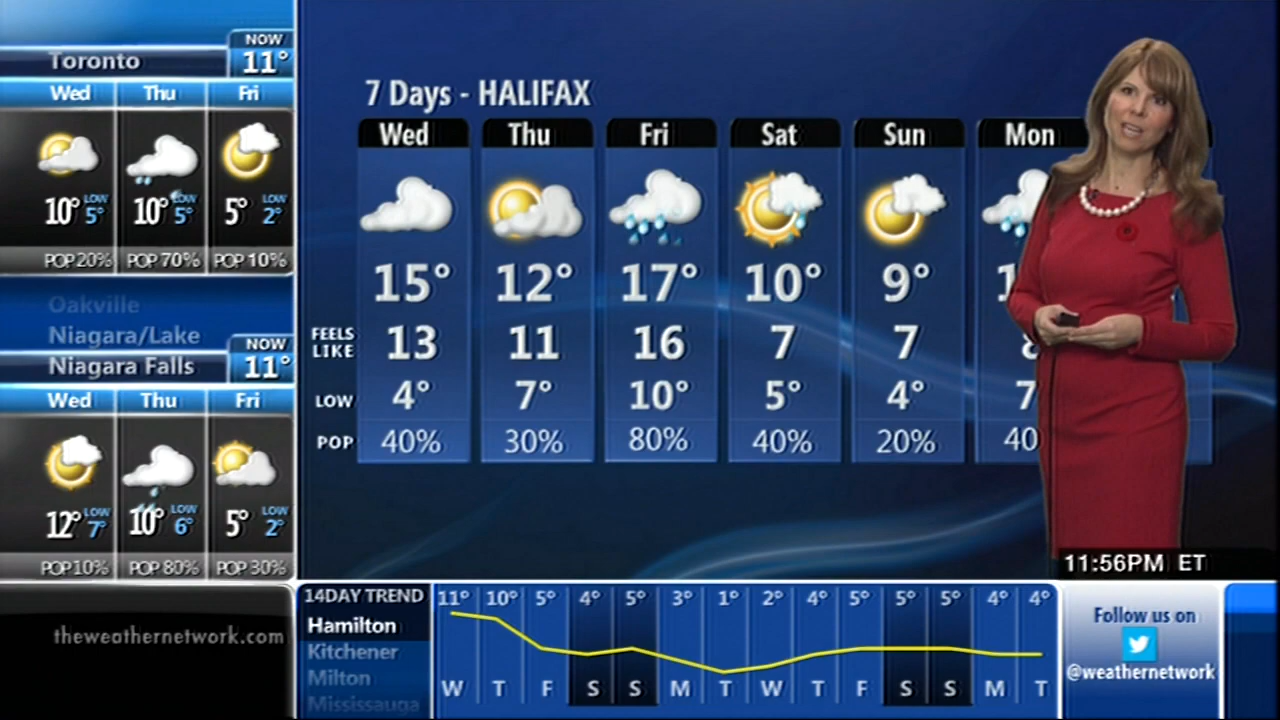 Toronto
NOW
11°
Wed Thu Fri
10° LOW 5° 10° LOW 5° 5° LOW 2°
POP 20% POP 70% POP 10%
Oakville
Niagara/Lake
Niagara Falls
NOW
11°
Wed Thu Fri
12° LOW 7° 10° LOW 6° 5° LOW 2°
POP 10% POP 80% POP 30%
theweathernetwork.com
7 Days - HALIFAX
Wed Thu Fri Sat Sun Mon
15° 12° 17° 10° 9°
FEELS LIKE 13 11 16 7 7
LOW 4° 7° 10° 5° 4° 7
POP 40% 30% 80% 40% 20% 40
11:56PM ET
14DAY TREND
Hamilton
Kitchener
Milton
Mississauga
11° 10° 5° 4° 5° 3° 1° 2° 4° 5° 5° 5° 4° 4°
W T F S S M T W T F S S M T
Follow us on
@weathernetwork